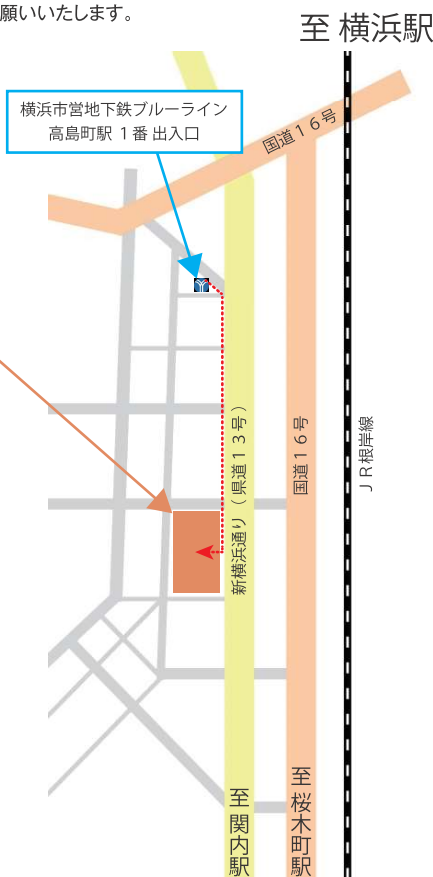 願いいたします。
至 横浜駅
横浜市営地下鉄ブルーライン
高島町駅 １番 出入口
国道１６号
新横浜通り（県道１３号）
国道１６号
ＪＲ根岸線
至 関内駅
至 桜木町駅